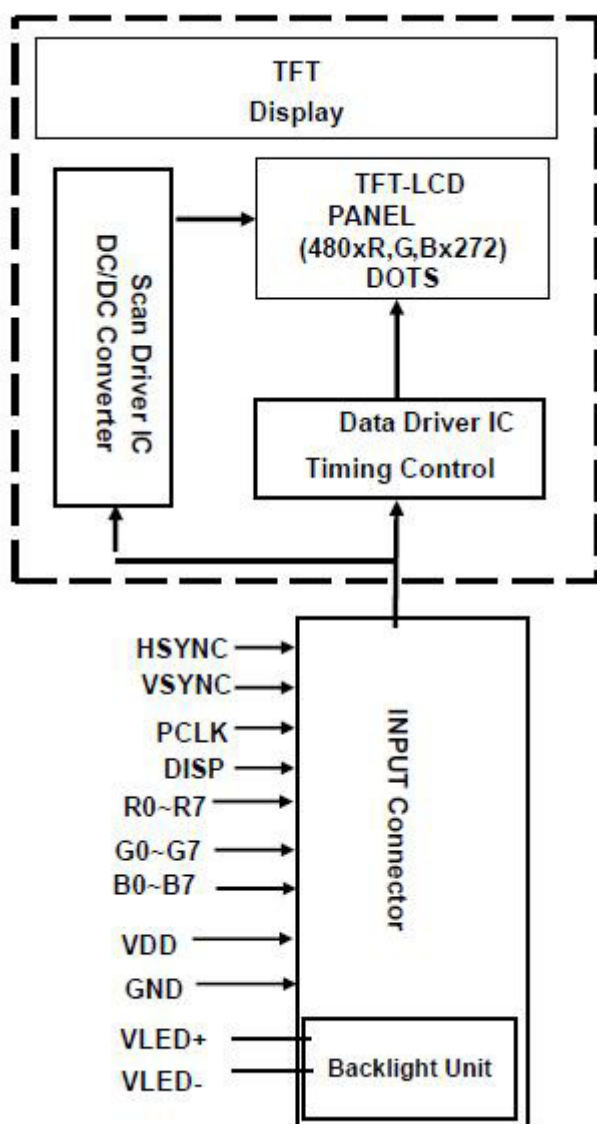 TFT
Display
Scan Driver IC
DC/DC Converter
TFT-LCD
PANEL
(480xR,G,Bx272)
DOTS
Data Driver IC
Timing Control
HSYNC
VSYNC
PCLK
DISP
R0~R7
G0~G7
B0~B7
VDD
GND
VLED+
VLED-
INPUT Connector
Backlight Unit